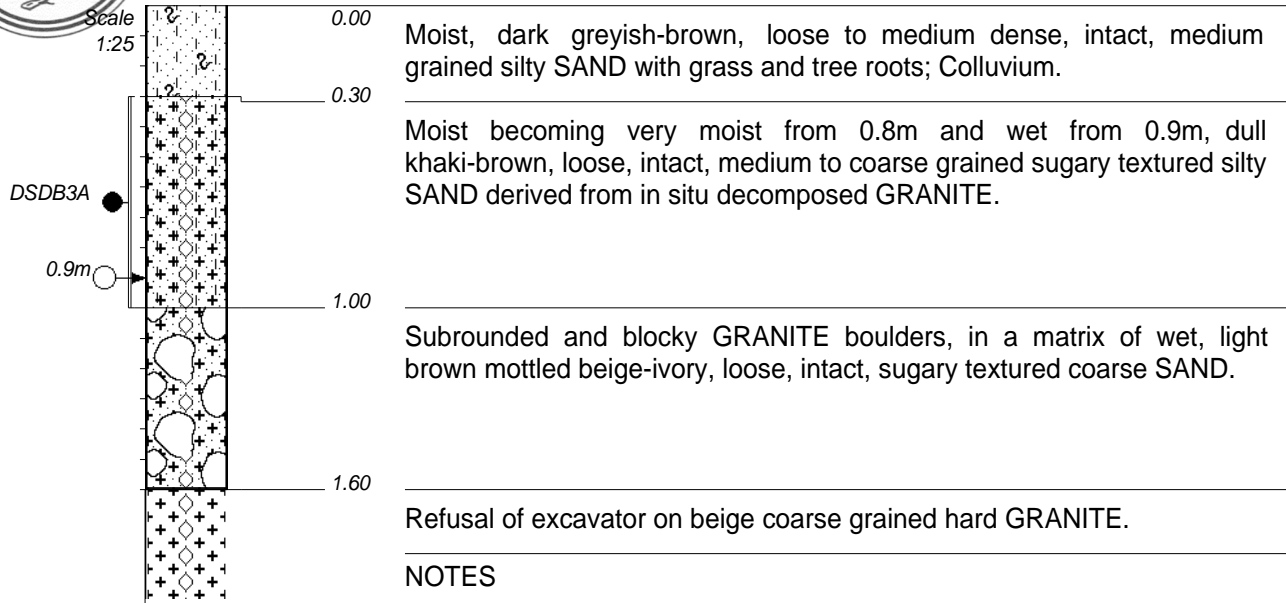 Scale
1:25
0.00
Moist, dark greyish-brown, loose to medium dense, intact, medium
grained silty SAND with grass and tree roots; Colluvium.
0.30
Moist becoming very moist from 0.8m and wet from 0.9m, dull
khaki-brown, loose, intact, medium to coarse grained sugary textured silty
SAND derived from in situ decomposed GRANITE.
DSDB3A
0.9m
1.00
Subrounded and blocky GRANITE boulders, in a matrix of wet, light
brown mottled beige-ivory, loose, intact, sugary textured coarse SAND.
1.60
Refusal of excavator on beige coarse grained hard GRANITE.
NOTES